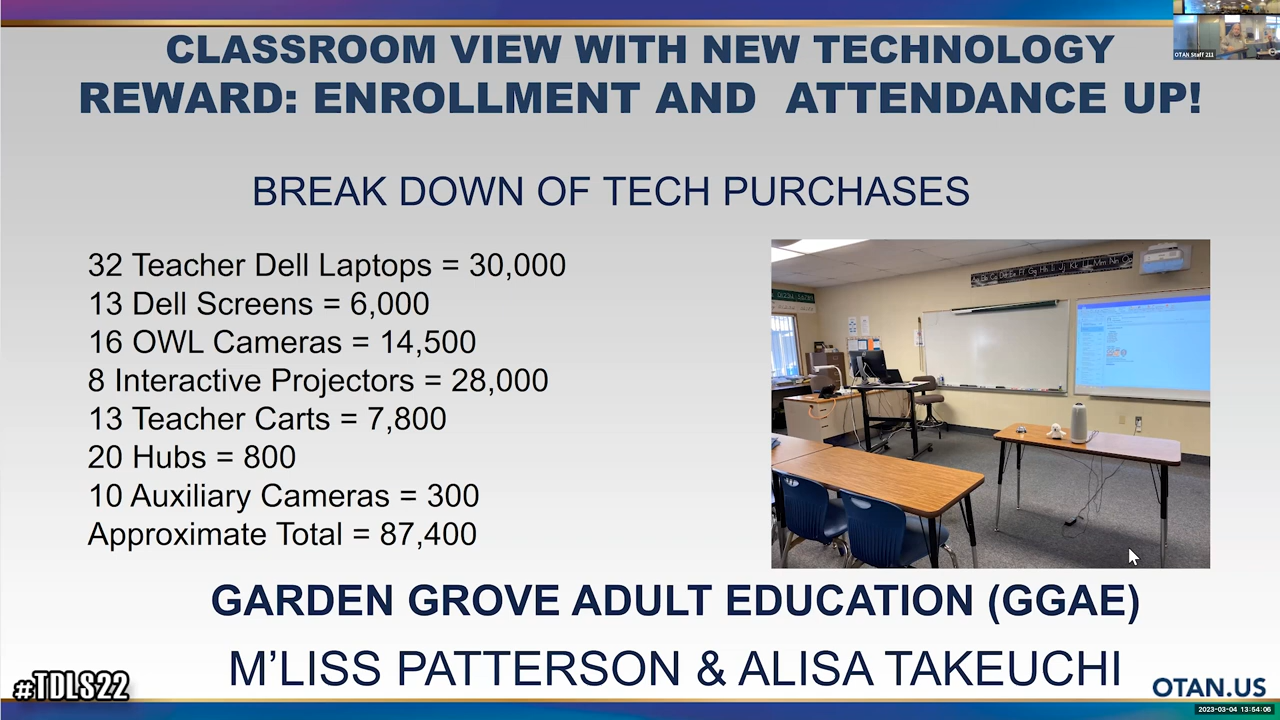 CLASSROOM VIEW WITH NEW TECHNOLOGY
REWARD: ENROLLMENT AND ATTENDANCE UP!
OTAN Staff 211
BREAK DOWN OF TECH PURCHASES
32 Teacher Dell Laptops = 30,000
13 Dell Screens = 6,000
16 OWL Cameras = 14,500
8 Interactive Projectors = 28,000
13 Teacher Carts = 7,800
20 Hubs = 800
10 Auxiliary Cameras = 300
Approximate Total = 87,400
GARDEN GROVE ADULT EDUCATION (GGAE)
M’LISS PATTERSON & ALISA TAKEUCHI
#TDLS22
OTAN.US
2023-03-04 13:54:06